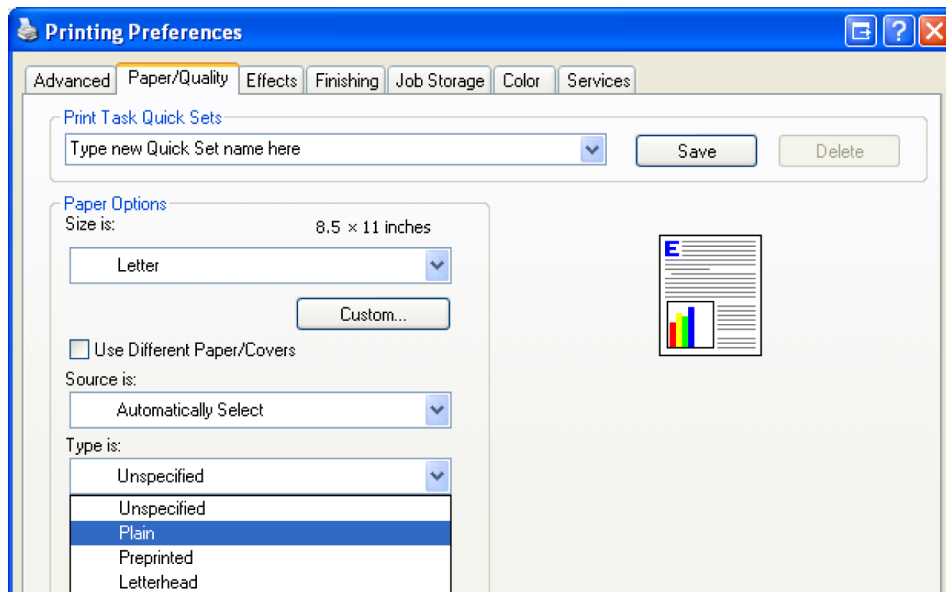 Printing Preferences
?
Advanced Paper/Quality Effects Finishing Job Storage Color Services
Print Task Quick Sets
Type new Quick Set name here Save Delete
Paper Options
Size is: 8.5 × 11 inches
Letter
Custom...
Use Different Paper/Covers
Source is:
Automatically Select
Type is:
Unspecified
Unspecified
Plain
Preprinted
Letterhead
E